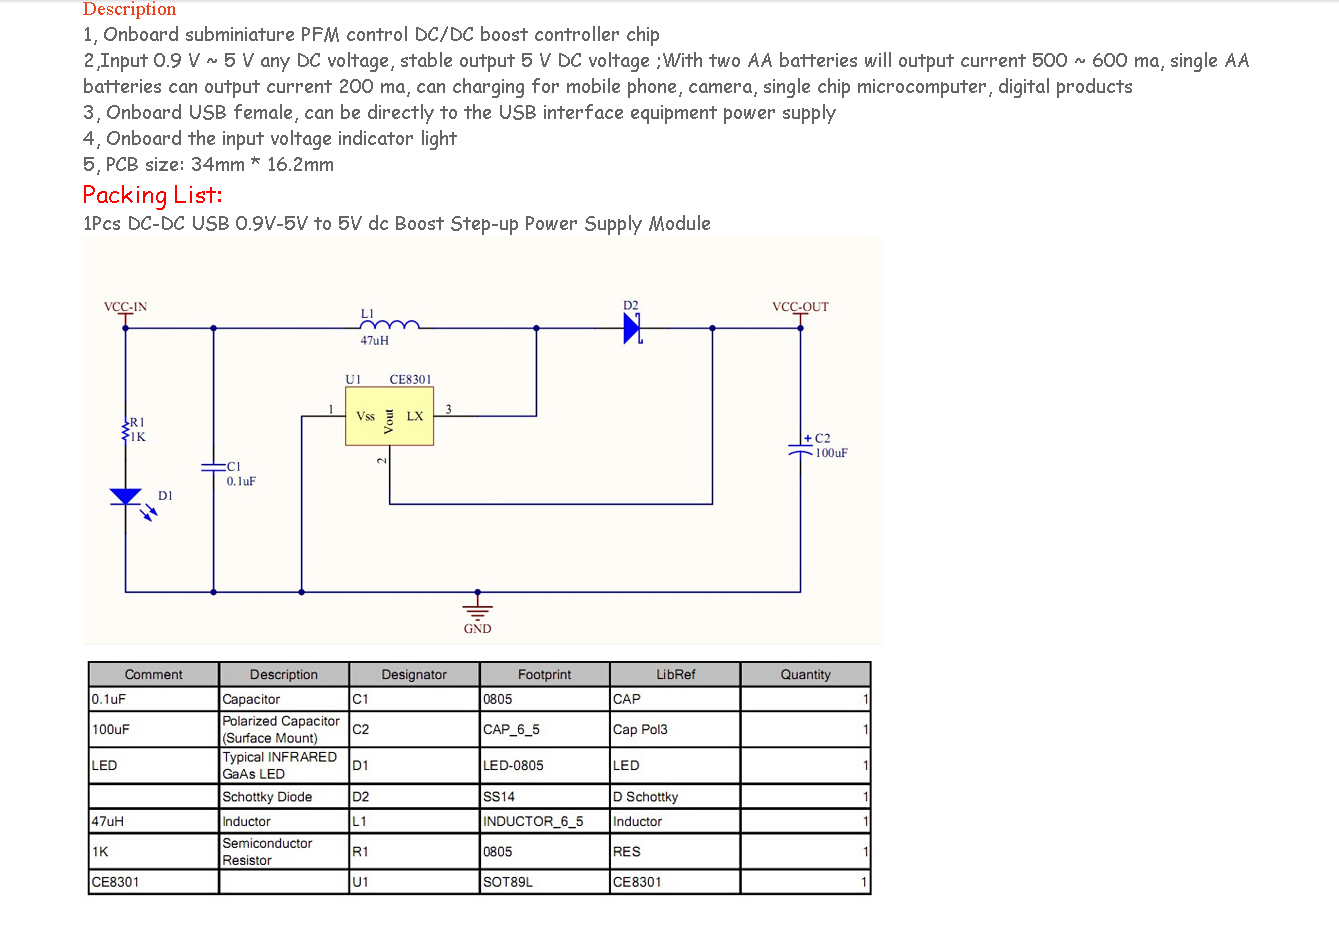 Description
1, Onboard subminiature PFM control DC/DC boost controller chip
2,Input 0.9 V ~ 5 V any DC voltage, stable output 5 V DC voltage ;With two AA batteries will output current 500 ~ 600 ma, single AA
batteries can output current 200 ma, can charging for mobile phone, camera, single chip microcomputer, digital products
3, Onboard USB female, can be directly to the USB interface equipment power supply
4, Onboard the input voltage indicator light
5, PCB size: 34mm * 16.2mm
Packing List:
1Pcs DC-DC USB 0.9V-5V to 5V dc Boost Step-up Power Supply Module
VCC-IN
L1
47uH
D2
VCC-OUT
U1 CE8301
1 Vss Vout LX 3
2
R1
1K
C1
0.1uF
D1
+ C2
100uF
GND
Comment Description Designator Footprint LibRef Quantity
0.1uF Capacitor C1 0805 CAP 1
100uF Polarized Capacitor (Surface Mount) C2 CAP_6_5 Cap Pol3 1
LED Typical INFRARED GaAs LED D1 LED-0805 LED 1
Schottky Diode D2 SS14 D Schottky 1
47uH Inductor L1 INDUCTOR_6_5 Inductor 1
1K Semiconductor Resistor R1 0805 RES 1
CE8301 U1 SOT89L CE8301 1